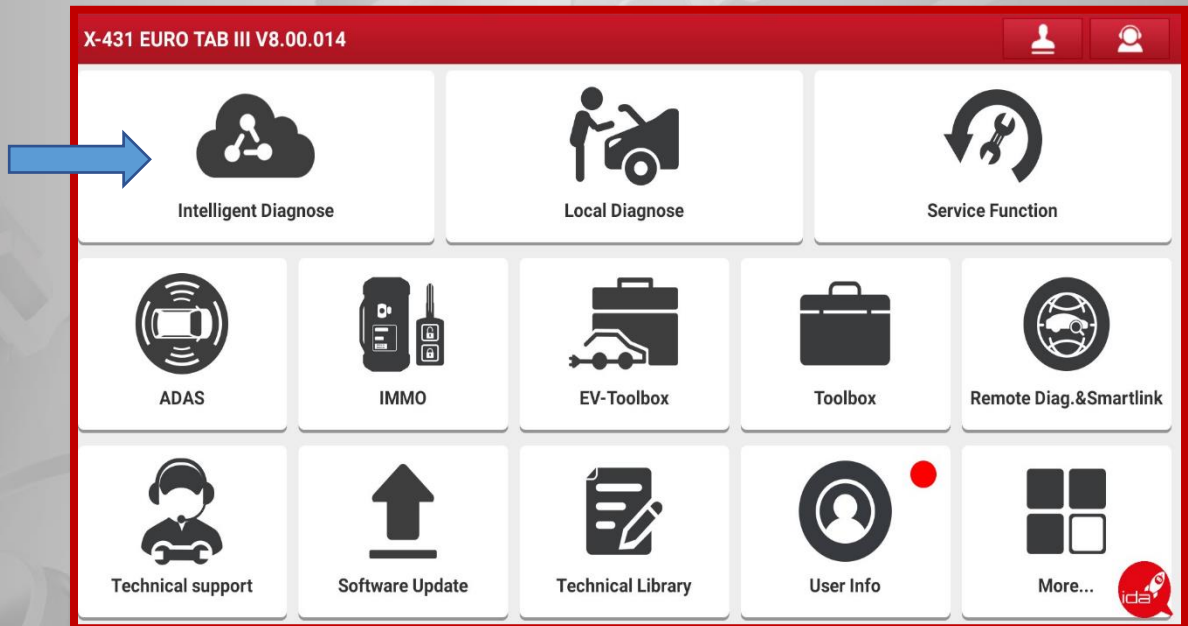 X-431 EURO TAB III V8.00.014
Intelligent Diagnose
Local Diagnose
Service Function
ADAS
IMMO
EV-Toolbox
Toolbox
Remote Diag.&Smartlink
Technical support
Software Update
Technical Library
User Info
More...
ida